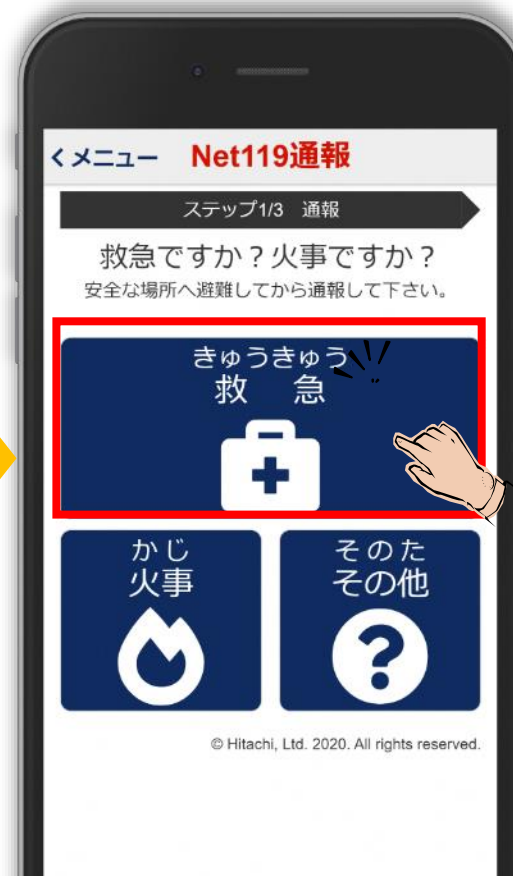 くメニュー Net119通報
ステップ1/3 通報
救急ですか？火事ですか？
安全な場所へ避難してから通報して下さい。
きゅうきゅう
救 急
かじ
火事
そのた
その他
© Hitachi, Ltd. 2020. All rights reserved.